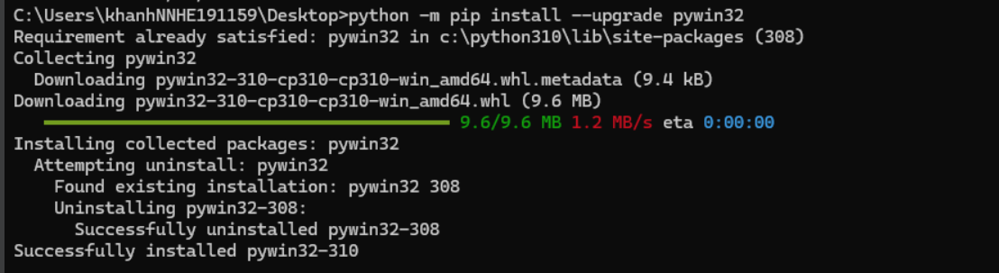 C:\Users\khanhNNHE191159\Desktop>python -m pip install --upgrade pywin32
Requirement already satisfied: pywin32 in c:\python310\lib\site-packages (308)
Collecting pywin32
  Downloading pywin32-310-cp310-cp310-win_amd64.whl.metadata (9.4 kB)
Downloading pywin32-310-cp310-cp310-win_amd64.whl (9.6 MB)
9.6/9.6 MB 1.2 MB/s eta 0:00:00
Installing collected packages: pywin32
  Attempting uninstall: pywin32
    Found existing installation: pywin32 308
    Uninstalling pywin32-308:
      Successfully uninstalled pywin32-308
Successfully installed pywin32-310